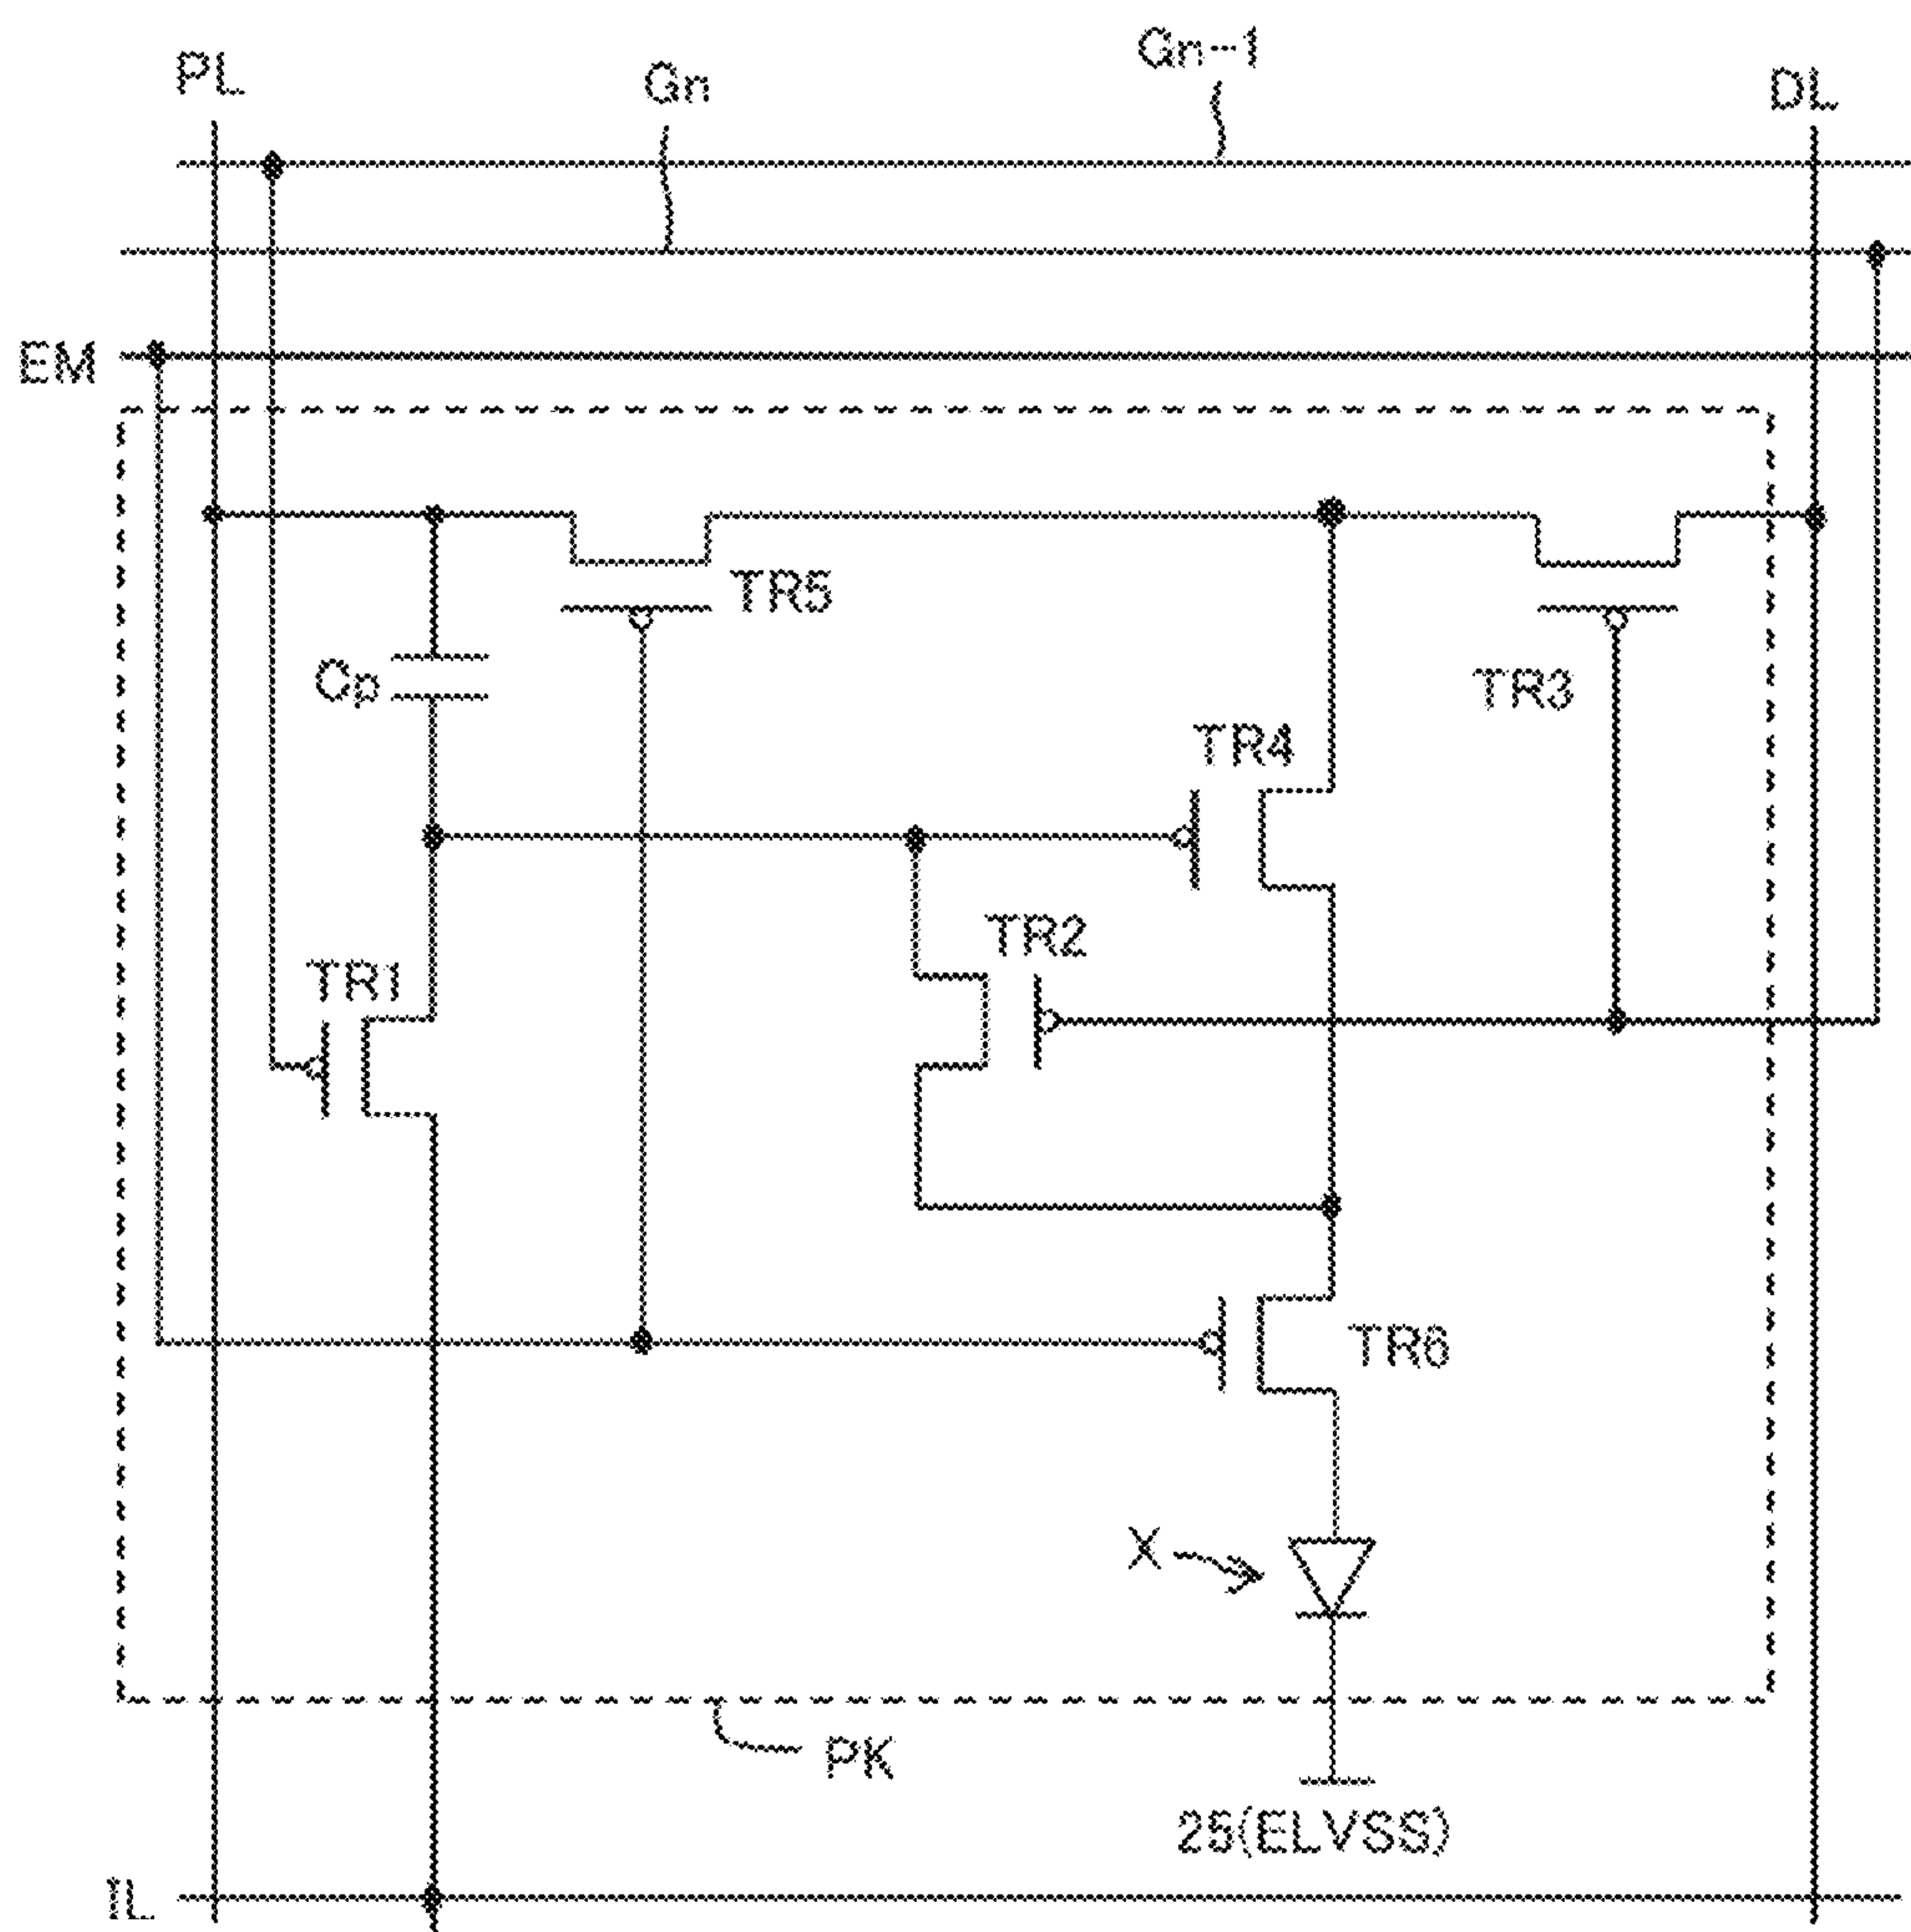 PL
Gn
Gn-1
DL
EM
TR5
Cp
TR3
TR4
TR2
TR1
TR6
X
PK
25(ELVSS)
IL